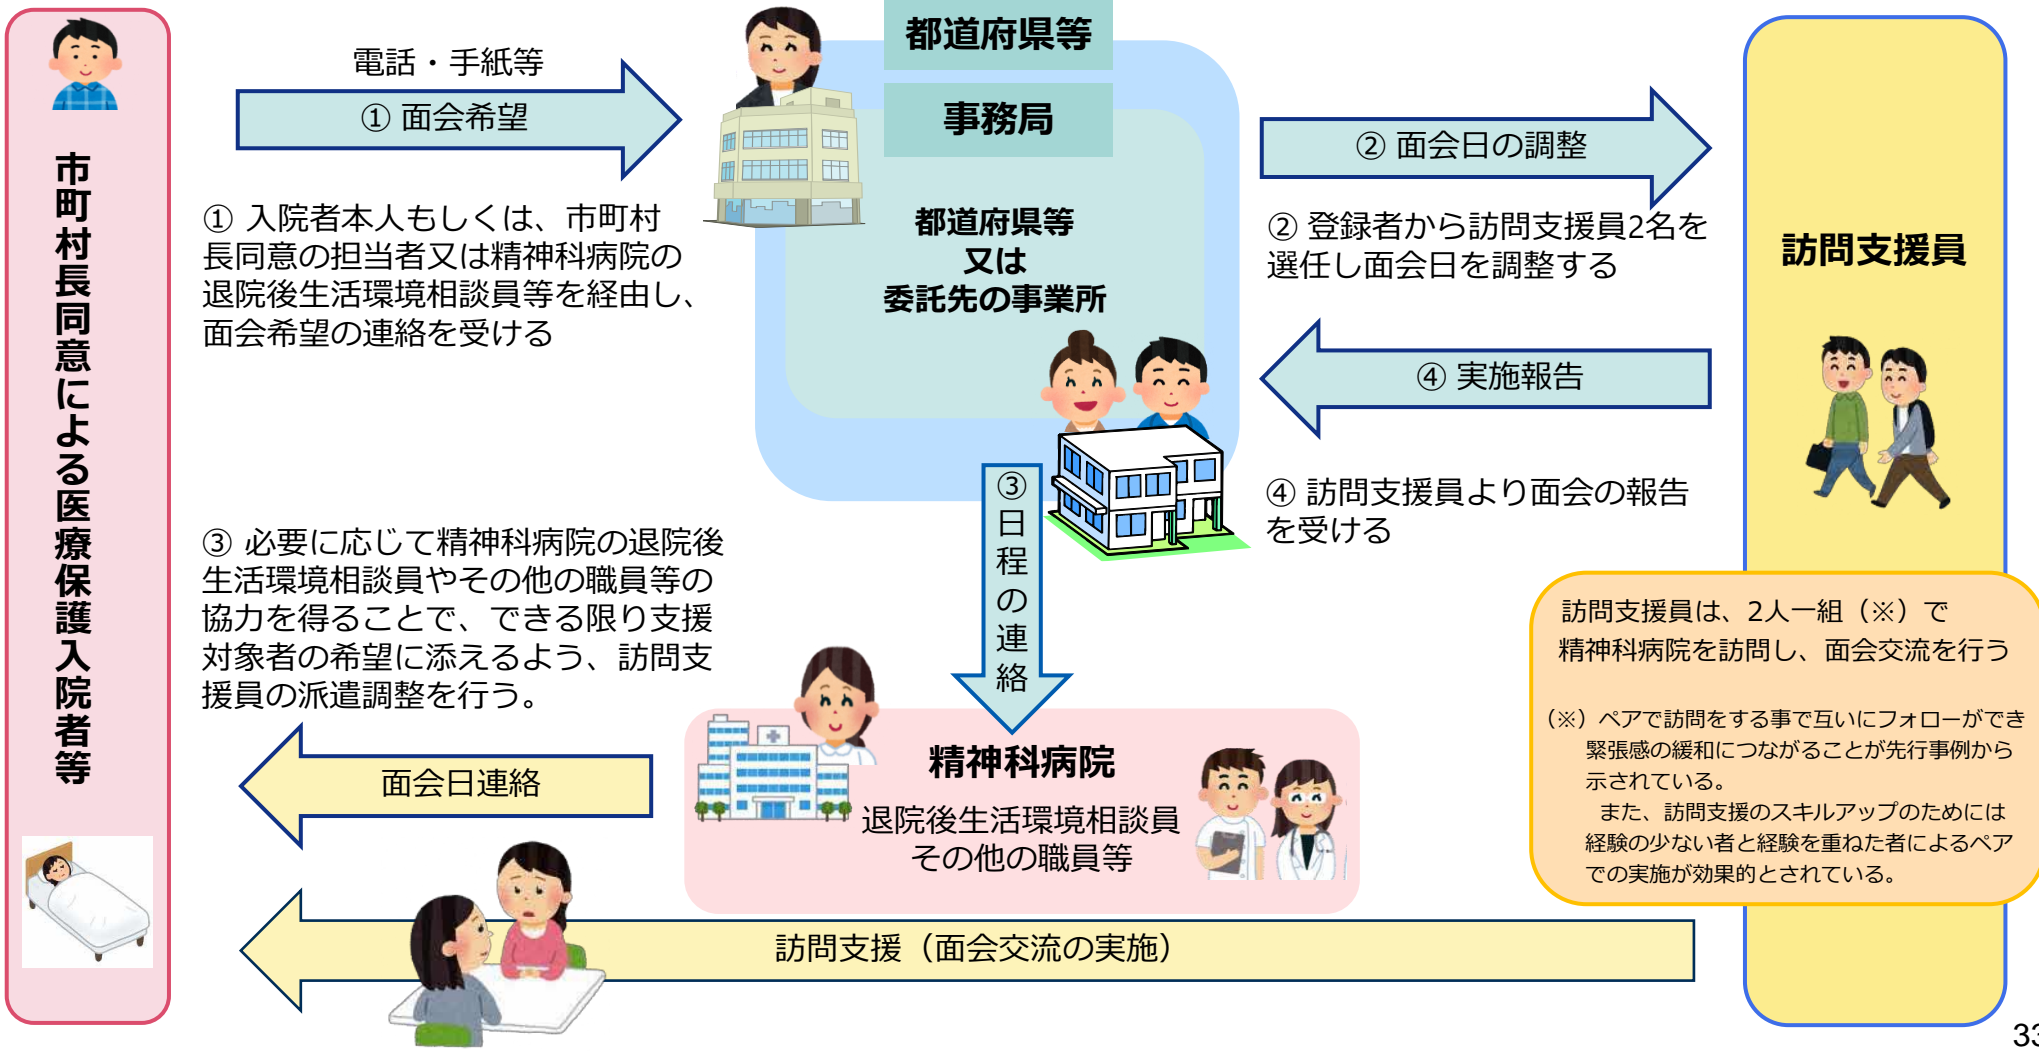 市町村長同意による医療保護入院者等
電話・手紙等
① 面会希望
① 入院者本人もしくは、市町村
長同意の担当者又は精神科病院の
退院後生活環境相談員等を経由し、
面会希望の連絡を受ける
都道府県等
事務局
都道府県等
又は
委託先の事業所
② 面会日の調整
② 登録者から訪問支援員2名を
選任し面会日を調整する
④ 実施報告
④ 訪問支援員より面会の報告
を受ける
訪問支援員
③日程の連絡
③ 必要に応じて精神科病院の退院後
生活環境相談員やその他の職員等の
協力を得ることで、できる限り支援
対象者の希望に添えるよう、訪問支
援員の派遣調整を行う。
面会日連絡
精神科病院
退院後生活環境相談員
その他の職員等
訪問支援員は、2人一組（※）で
精神科病院を訪問し、面会交流を行う
（※）ペアで訪問をする事で互いにフォローができ
緊張感の緩和につながることが先行事例から
示されている。
また、訪問支援のスキルアップのためには
経験の少ない者と経験を重ねた者によるペア
での実施が効果的とされている。
訪問支援（面会交流の実施）
33